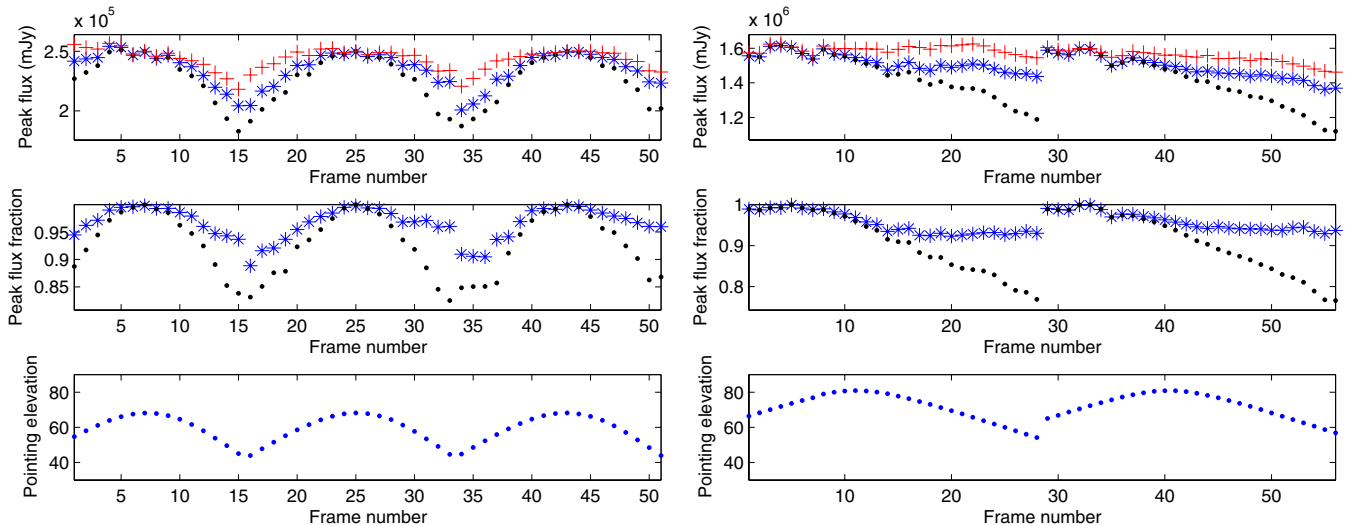 x 10^5
Peak flux (mJy)
2.5
2
5 10 15 20 25 30 35 40 45 50
Frame number
Peak flux fraction
0.95
0.9
0.85
5 10 15 20 25 30 35 40 45 50
Frame number
Pointing elevation
80
60
40
5 10 15 20 25 30 35 40 45 50
Frame number
x 10^6
Peak flux (mJy)
1.6
1.4
1.2
10 20 30 40 50
Frame number
Peak flux fraction
1
0.9
0.8
10 20 30 40 50
Frame number
Pointing elevation
80
60
40
10 20 30 40 50
Frame number